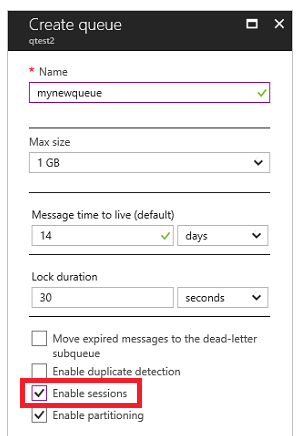 Create queue
qtest2
* Name
mynewqueue
Max size
1 GB
Message time to live (default)
14 days
Lock duration
30 seconds
Move expired messages to the dead-letter
subqueue
Enable duplicate detection
Enable sessions
Enable partitioning